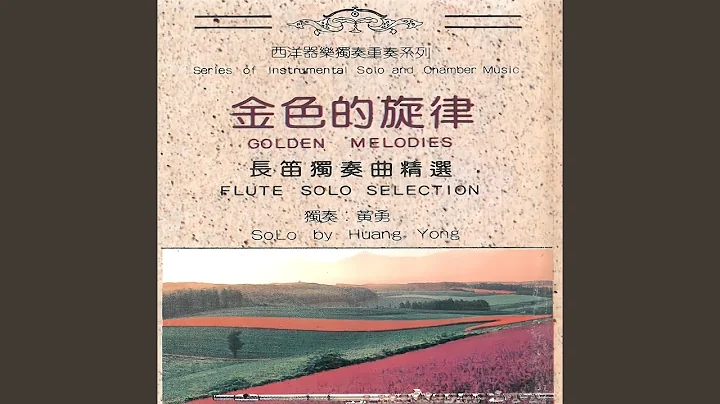 西洋器樂獨奏重奏系列
Series of Instrumental Solo and Chamber Music
金色的旋律
GOLDEN MELODIES
長笛獨奏曲精選
FLUTE SOLO SELECTION
獨奏：黃勇
Solo by Huang Yong